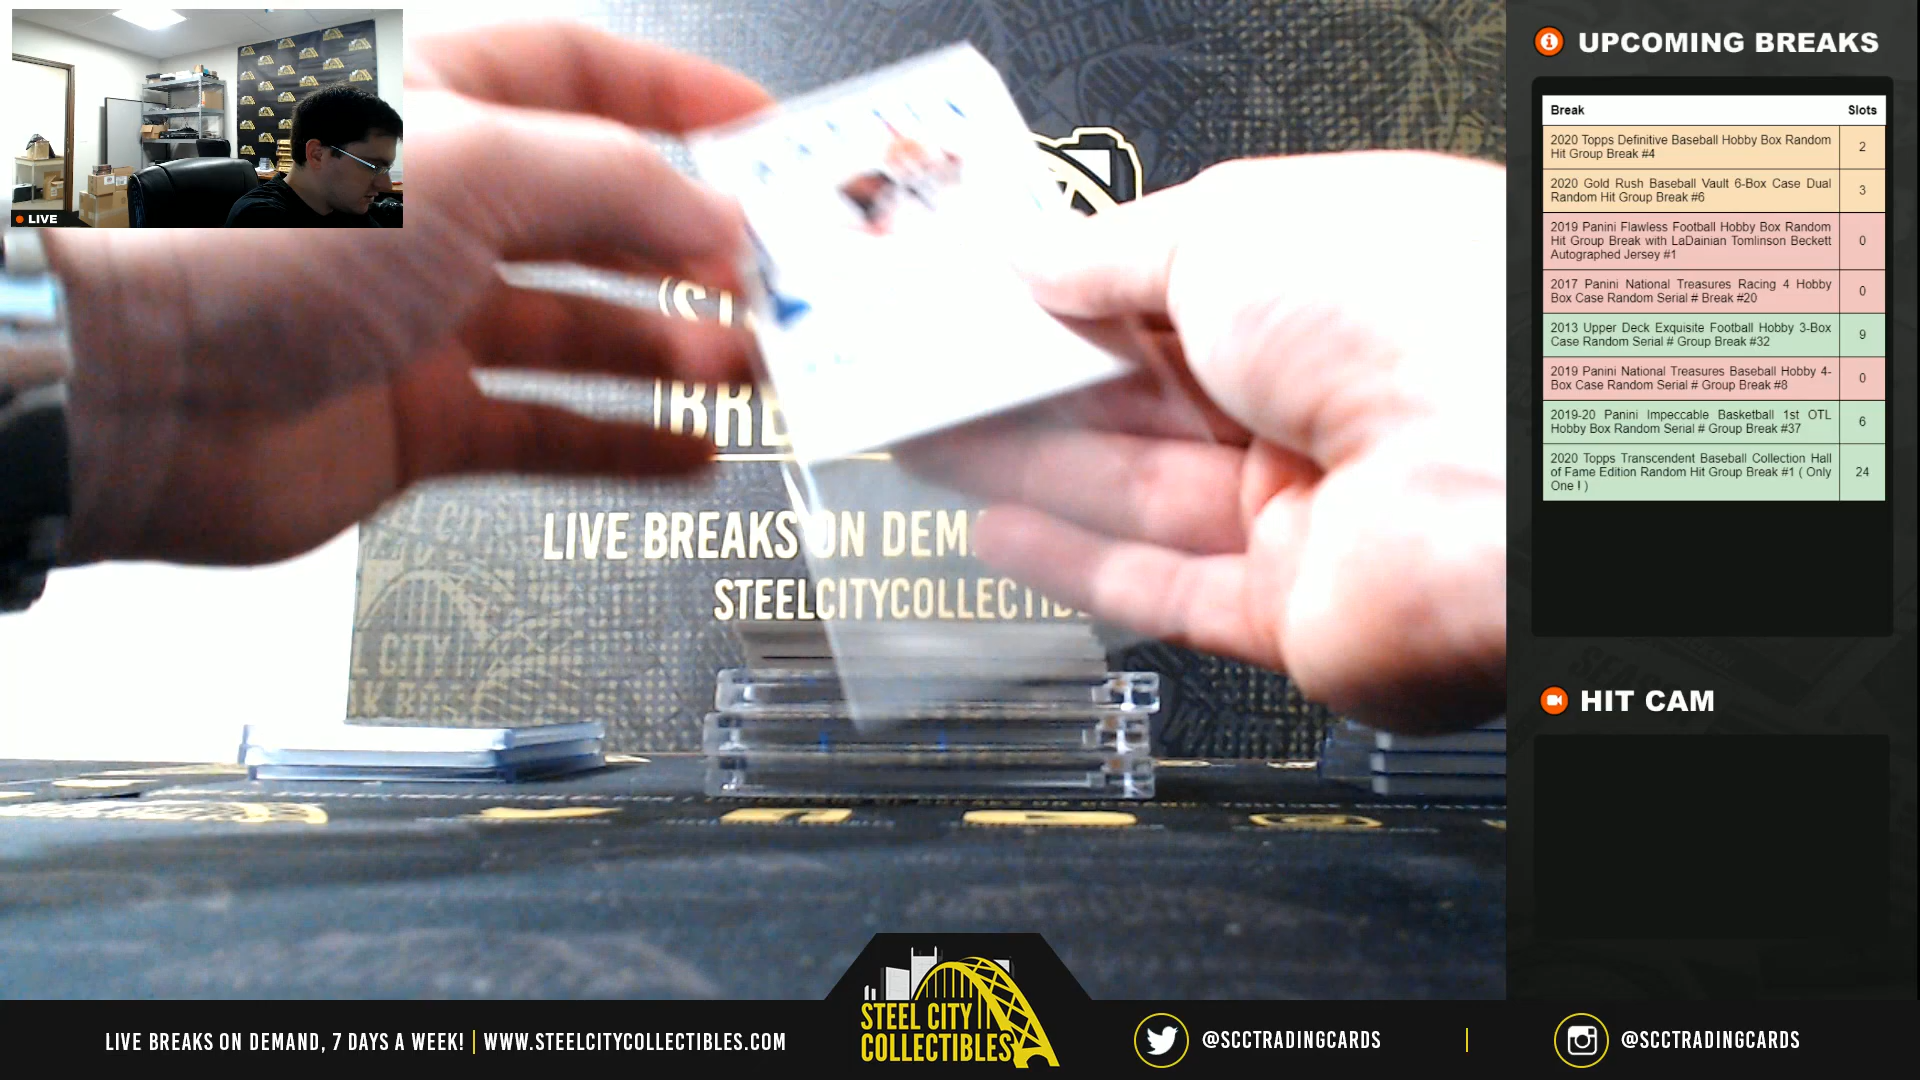 LIVE
UPCOMING BREAKS
Break Slots
2020 Topps Definitive Baseball Hobby Box Random
Hit Group Break #4
2
2020 Gold Rush Baseball Vault 6-Box Case Dual
Random Hit Group Break #6
3
2019 Panini Flawless Football Hobby Box Random
Hit Group Break with LaDainian Tomlinson Beckett
Autographed Jersey #1
0
2017 Panini National Treasures Racing 4 Hobby
Box Case Random Serial # Break #20
0
2013 Upper Deck Exquisite Football Hobby 3-Box
Case Random Serial # Group Break #32
9
2019 Panini National Treasures Baseball Hobby 4-
Box Case Random Serial # Group Break #8
0
2019-20 Panini Impeccable Basketball 1st OTL
Hobby Box Random Serial # Group Break #37
6
2020 Topps Transcendent Baseball Collection Hall
of Fame Edition Random Hit Group Break #1 ( Only
One ! )
24
LIVE BREAKS ON DEM
STEELCITYCOLLECTIB
HIT CAM
LIVE BREAKS ON DEMAND, 7 DAYS A WEEK! | WWW.STEELCITYCOLLECTIBLES.COM
STEEL CITY
COLLECTIBLES
@SCCTRADINGCARDS
@SCCTRADINGCARDS